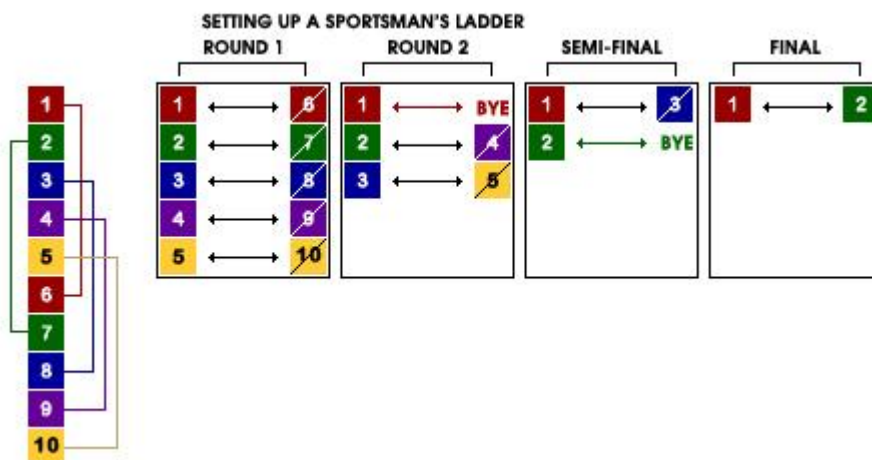 SETTING UP A SPORTSMAN'S LADDER
ROUND 1 ROUND 2 SEMI-FINAL FINAL
1 1 6 1 BYE 1 3 1 2
2 2 7 2 4 2 BYE
3 3 8 3 5
4 4 9
5 5 10
6
7
8
9
10